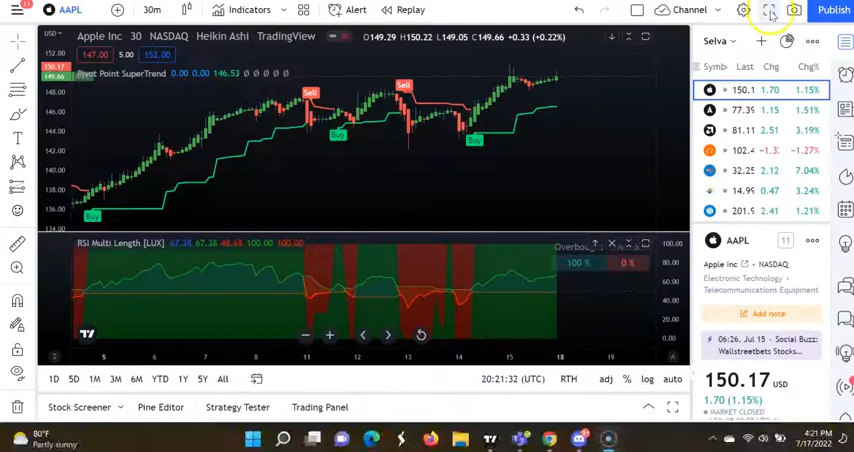 11
AAPL
30m
Indicators
Alert
Replay
Channel
Publish
USD
Apple Inc 30 NASDAQ Heikin Ashi TradingView
O149.29 H150.22 L149.05 C149.66 +0.33 (+0.22%)
147.00 5.00 152.00
Pivot Point SuperTrend 0.00 0.00 146.53 Ø Ø Ø Ø Ø
152.00
150.17
149.66
148.00
146.00
144.00
142.00
140.00
138.00
136.00
134.00
Buy
Sell
Buy
Sell
Buy
RSI Multi Length [LUX] 67.38 67.38 48.65 100.00 100.00
100 % 0 %
100.00
80.00
60.00
40.00
20.00
0.00
5 6 7 8 11 12 13 14 15 18 19
1D 5D 1M 3M 6M YTD 1Y 5Y All
20:21:32 (UTC) RTH adj % log auto
Stock Screener Pine Editor Strategy Tester Trading Panel
Selva
Symb Last Chg Chg%
150.1 1.70 1.15%
77.39 1.15 1.51%
81.11 2.51 3.19%
102.4 −1.3 −1.27%
32.25 2.12 7.04%
14.99 0.47 3.24%
201.9 2.41 1.21%
AAPL 11
Apple Inc NASDAQ
Electronic Technology •
Telecommunications Equipment
Add note
06:26, Jul 15 • Social Buzz:
Wallstreetbets Stocks...
150.17 USD
1.70 (1.15%)
MARKET CLOSED
80°F
Partly sunny
4:21 PM
7/17/2022